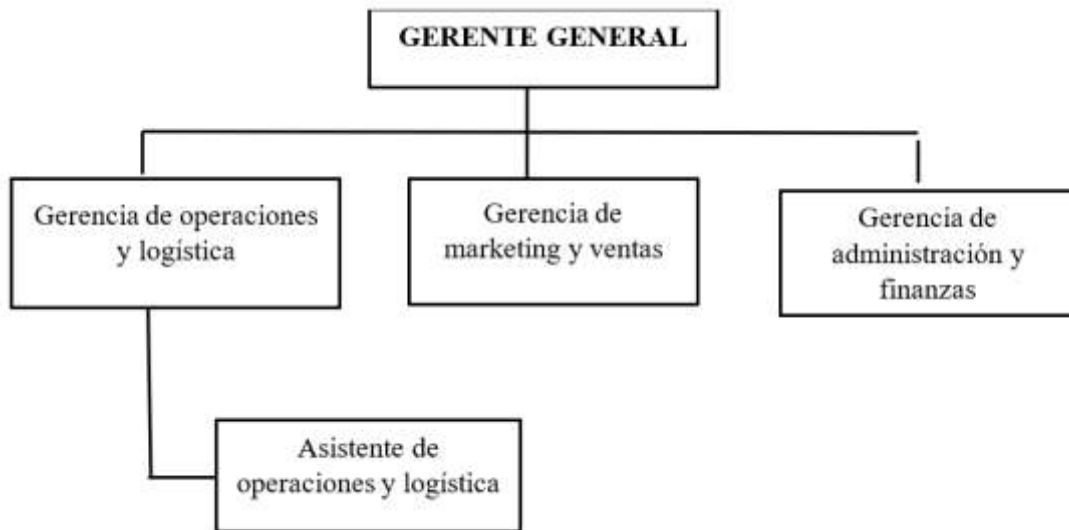 GERENTE GENERAL
Gerencia de operaciones
y logística
Gerencia de
marketing y ventas
Gerencia de
administración y
finanzas
Asistente de
operaciones y logística